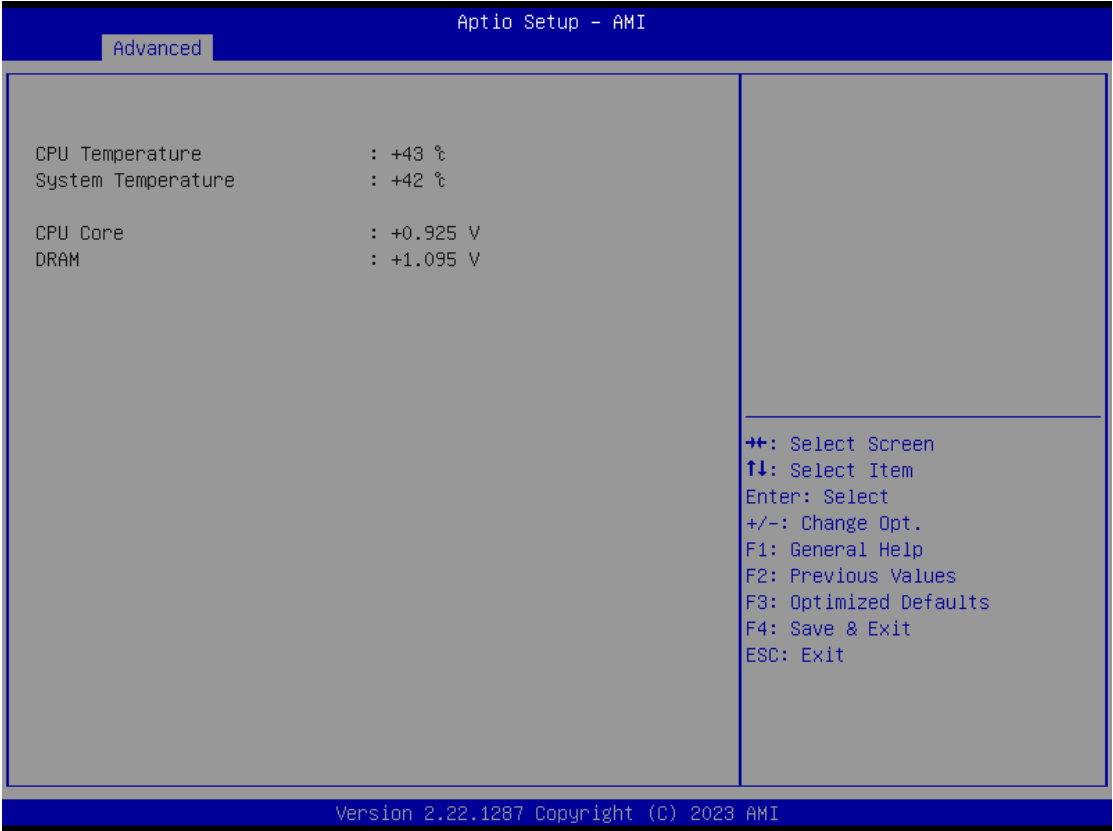 Aptio Setup – AMI
Advanced
CPU Temperature : +43 ℃
System Temperature : +42 ℃
CPU Core : +0.925 V
DRAM : +1.095 V
→←: Select Screen
↑↓: Select Item
Enter: Select
+/-: Change Opt.
F1: General Help
F2: Previous Values
F3: Optimized Defaults
F4: Save & Exit
ESC: Exit
Version 2.22.1287 Copyright (C) 2023 AMI